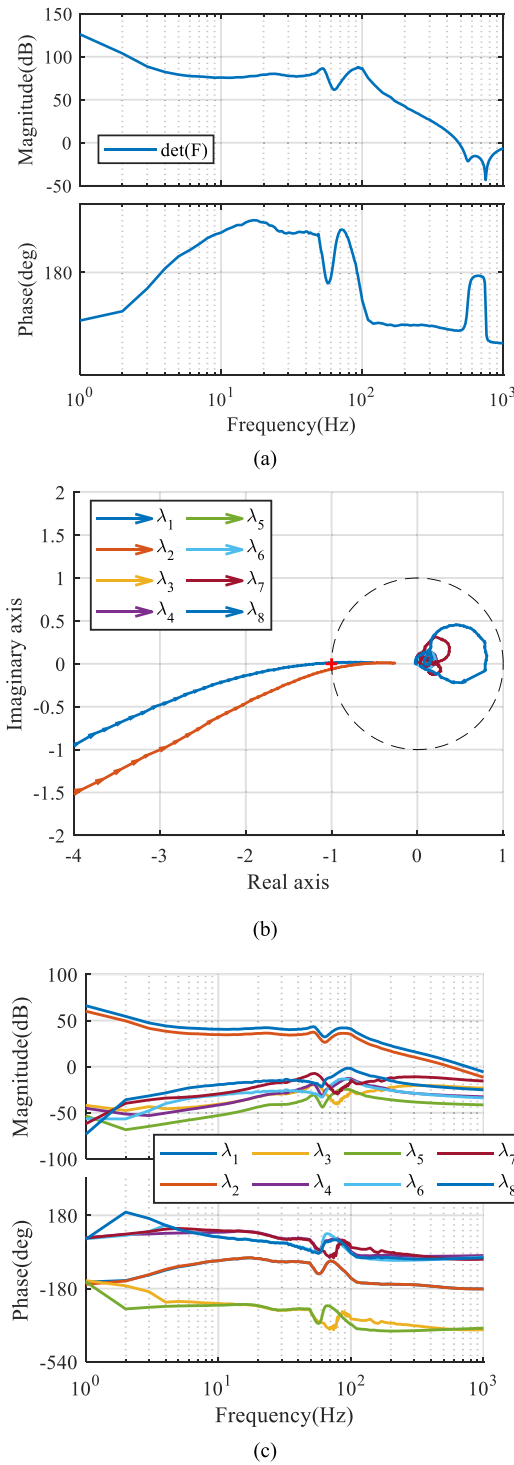 150
100
50
0
-50
Magnitude(dB)
det(F)
180
Phase(deg)
10^0 10^1 10^2 10^3
Frequency(Hz)
(a)
2
1.5
1
0.5
0
-0.5
-1
-1.5
-2
Imaginary axis
λ1 λ5
λ2 λ6
λ3 λ7
λ4 λ8
-4 -3 -2 -1 0 1
Real axis
(b)
100
50
0
-50
-100
Magnitude(dB)
λ1 λ3 λ5 λ7
λ2 λ4 λ6 λ8
180
-180
-540
Phase(deg)
10^0 10^1 10^2 10^3
Frequency(Hz)
(c)